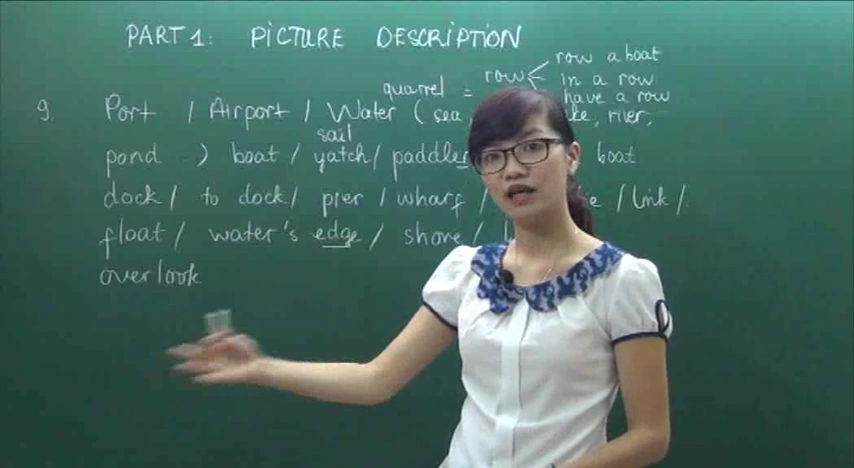 PART 1: PICTURE DESCRIPTION
row a boat
quarrel = row in a row
have a row
9. Port / Airport / Water (sea, river,
sail
pond ) boat / yatch / paddler boat
dock / to dock / pier / wharf / / link /
float / water's edge / shore /
overlook